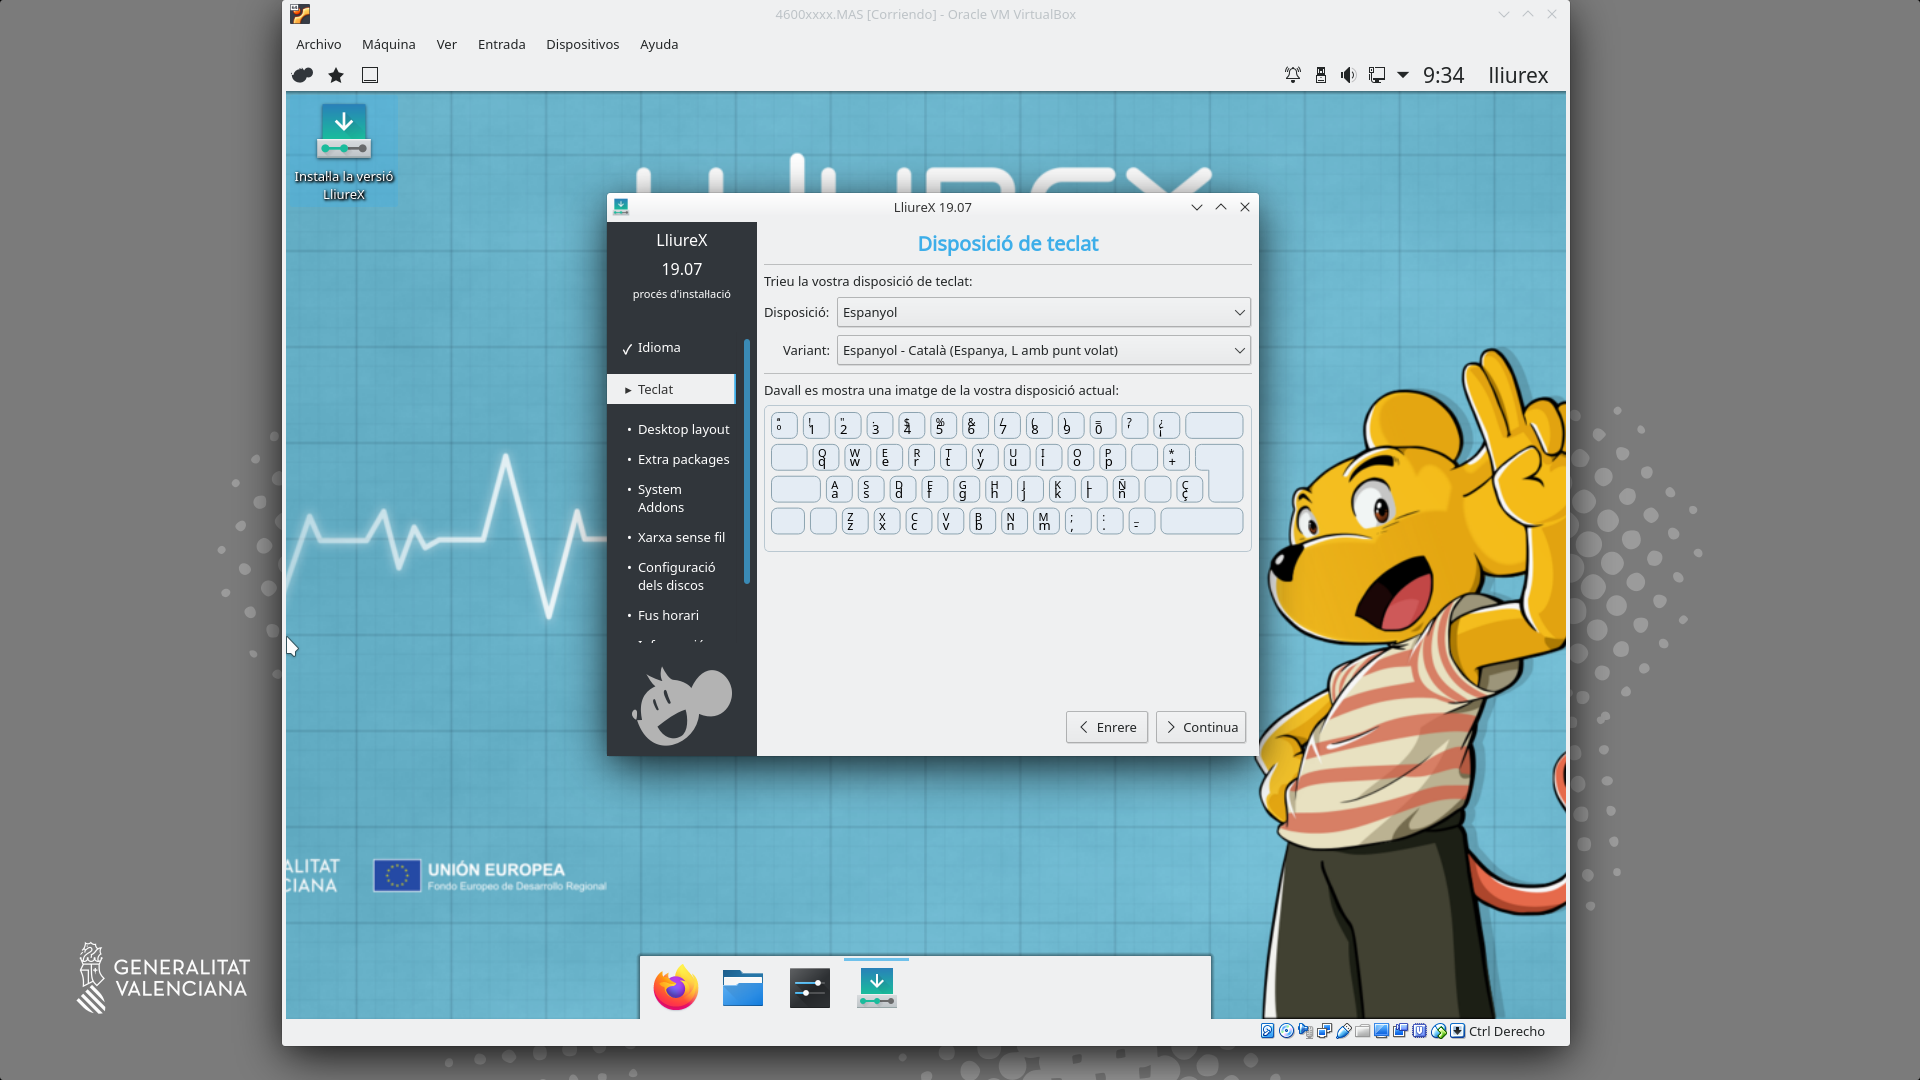 4600xxxx.MAS [Corriendo] - Oracle VM VirtualBox
Archivo Máquina Ver Entrada Dispositivos Ayuda
9:34 lliurex
Instal·la la versió
LliureX
LLIUREX
LliureX 19.07
LliureX
19.07
procés d'instal·lació
✓ Idioma
▸ Teclat
• Desktop layout
• Extra packages
• System
Addons
• Xarxa sense fil
• Configuració
dels discos
• Fus horari
Disposició de teclat
Trieu la vostra disposició de teclat:
Disposició: Espanyol
Variant: Espanyol - Català (Espanya, L amb punt volat)
Davall es mostra una imatge de la vostra disposició actual:
ª ! " · $ % & / ( ) = ? ¿
º 1 2 3 4 5 6 7 8 9 0 ' ¡
Q W E R T Y U I O P *
q w e r t y u i o p +
A S D F G H J K L Ñ Ç
a s d f g h j k l ñ ç
Z X C V B N M ; : _
z x c v b n m , . -
Enrere Continua
ALITAT
CIANA
UNIÓN EUROPEA
Fondo Europeo de Desarrollo Regional
GENERALITAT
VALENCIANA
Ctrl Derecho